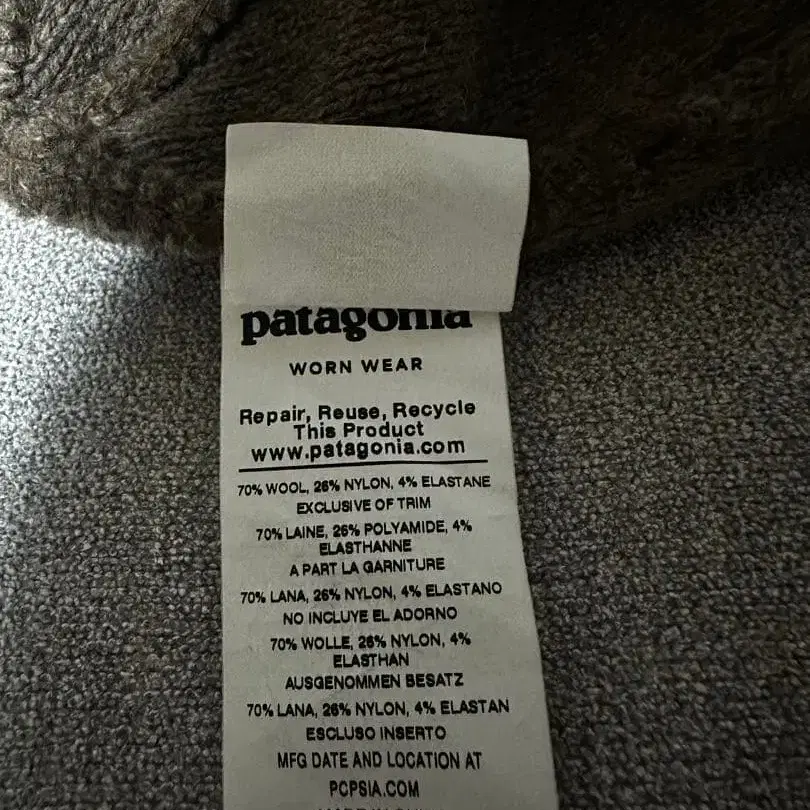 patagonia
WORN WEAR
Repair, Reuse, Recycle
This Product
www.patagonia.com
70% WOOL, 26% NYLON, 4% ELASTANE
EXCLUSIVE OF TRIM
70% LAINE, 26% POLYAMIDE, 4%
ELASTHANNE
A PART LA GARNITURE
70% LANA, 26% NYLON, 4% ELASTANO
NO INCLUYE EL ADORNO
70% WOLLE, 26% NYLON, 4%
ELASTHAN
AUSGENOMMEN BESATZ
70% LANA, 26% NYLON, 4% ELASTAN
ESCLUSO INSERTO
MFG DATE AND LOCATION AT
PCPSIA.COM